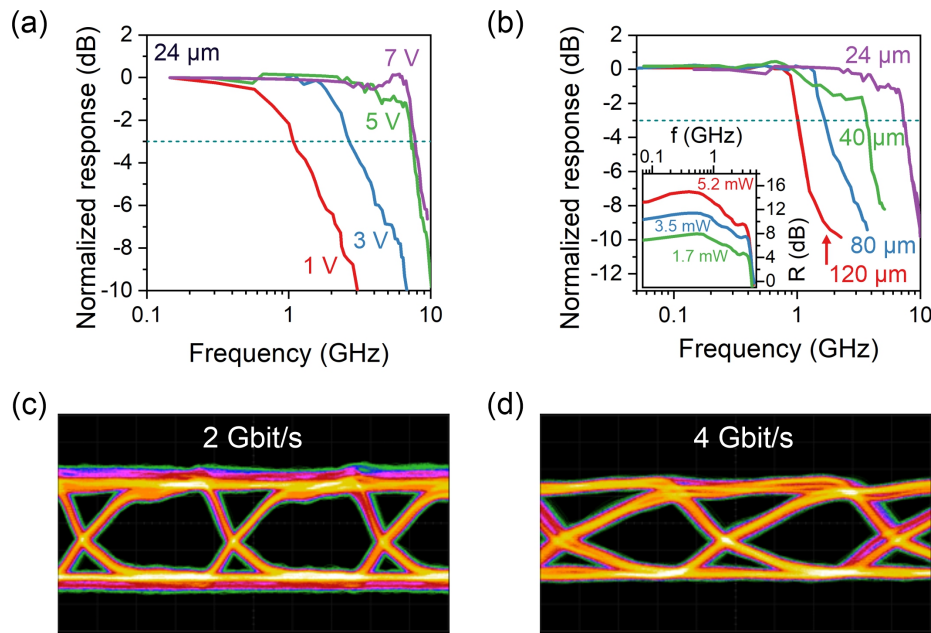 (a)
Normalized response (dB)
2
0
-2
-4
-6
-8
-10
24 µm
7 V
5 V
3 V
1 V
0.1
1
10
Frequency (GHz)
(b)
Normalized response (dB)
2
0
-2
-4
-6
-8
-10
-12
24 µm
40 µm
80 µm
120 µm
f (GHz)
0.1
1
5.2 mW
3.5 mW
1.7 mW
16
12
8
4
0
R (dB)
0.1
1
10
Frequency (GHz)
(c)
2 Gbit/s
(d)
4 Gbit/s